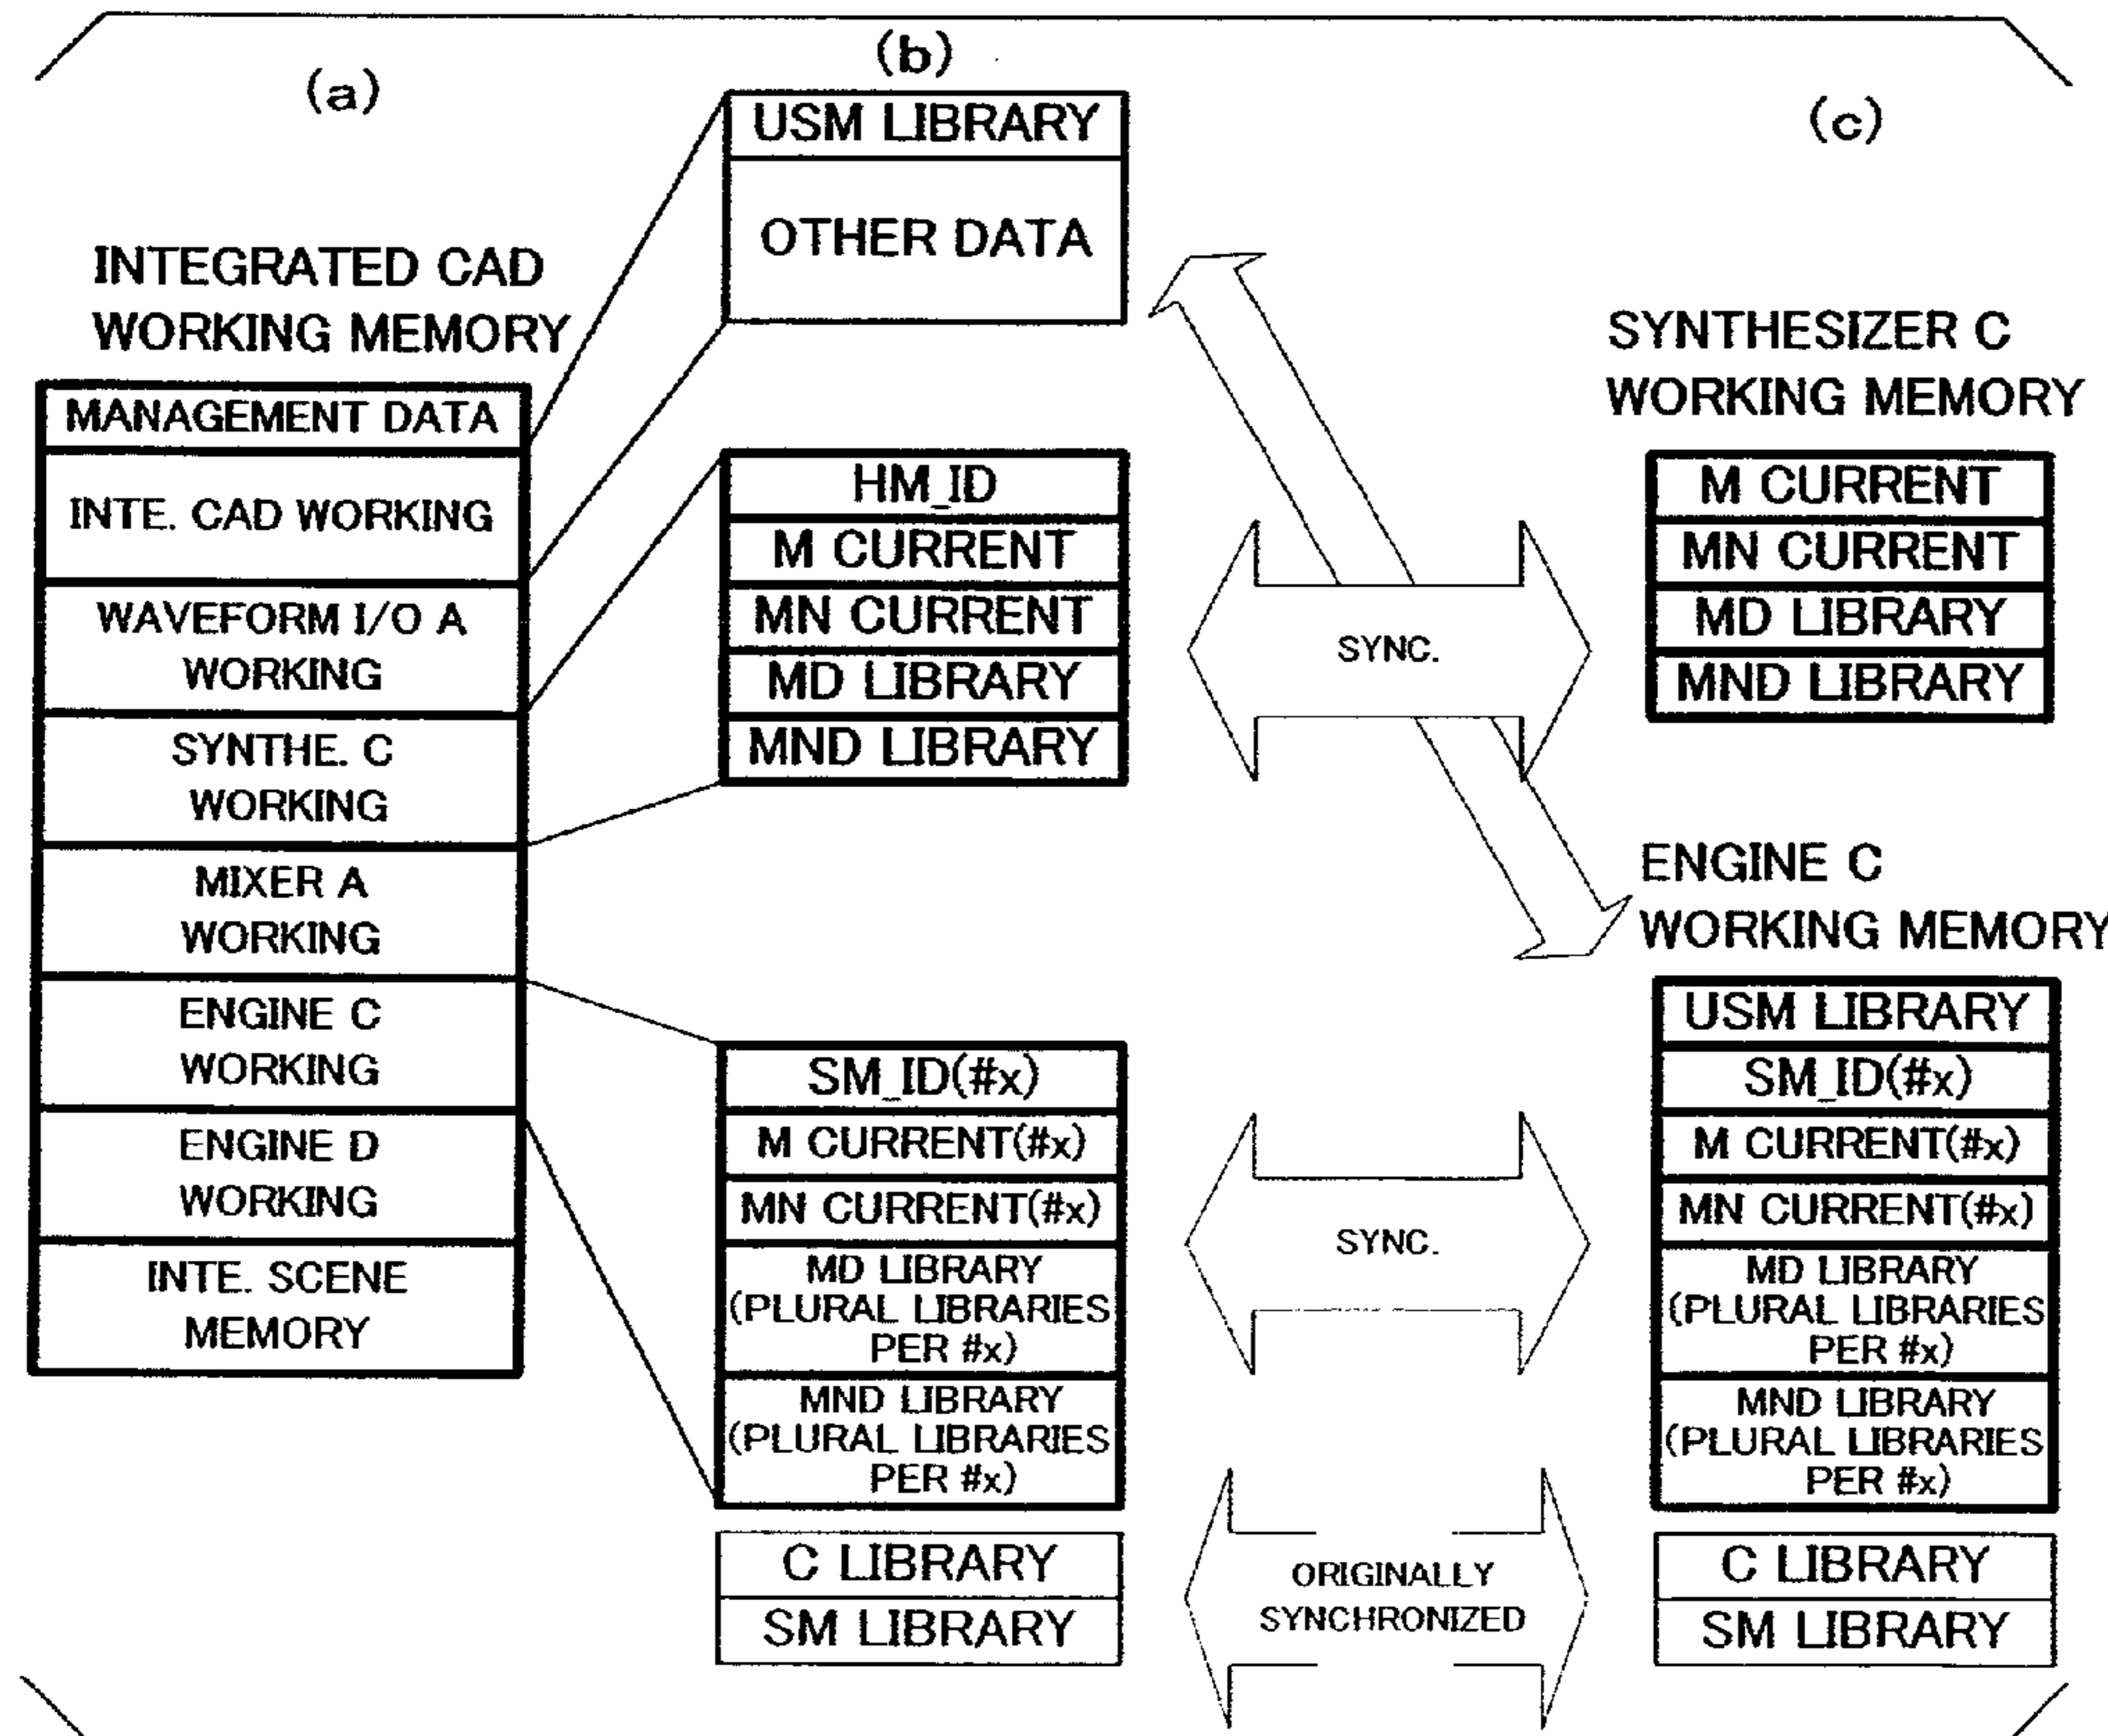 (a)
INTEGRATED CAD
WORKING MEMORY
MANAGEMENT DATA
INTE. CAD WORKING
WAVEFORM I/O A
WORKING
SYNTHE. C
WORKING
MIXER A
WORKING
ENGINE C
WORKING
ENGINE D
WORKING
INTE. SCENE
MEMORY
(b)
USM LIBRARY
OTHER DATA
HM_ID
M CURRENT
MN CURRENT
MD LIBRARY
MND LIBRARY
SM_ID(#x)
M CURRENT(#x)
MN CURRENT(#x)
MD LIBRARY
(PLURAL LIBRARIES
PER #x)
MND LIBRARY
(PLURAL LIBRARIES
PER #x)
C LIBRARY
SM LIBRARY
SYNC.
SYNC.
ORIGINALLY
SYNCHRONIZED
(c)
SYNTHESIZER C
WORKING MEMORY
M CURRENT
MN CURRENT
MD LIBRARY
MND LIBRARY
ENGINE C
WORKING MEMORY
USM LIBRARY
SM_ID(#x)
M CURRENT(#x)
MN CURRENT(#x)
MD LIBRARY
(PLURAL LIBRARIES
PER #x)
MND LIBRARY
(PLURAL LIBRARIES
PER #x)
C LIBRARY
SM LIBRARY